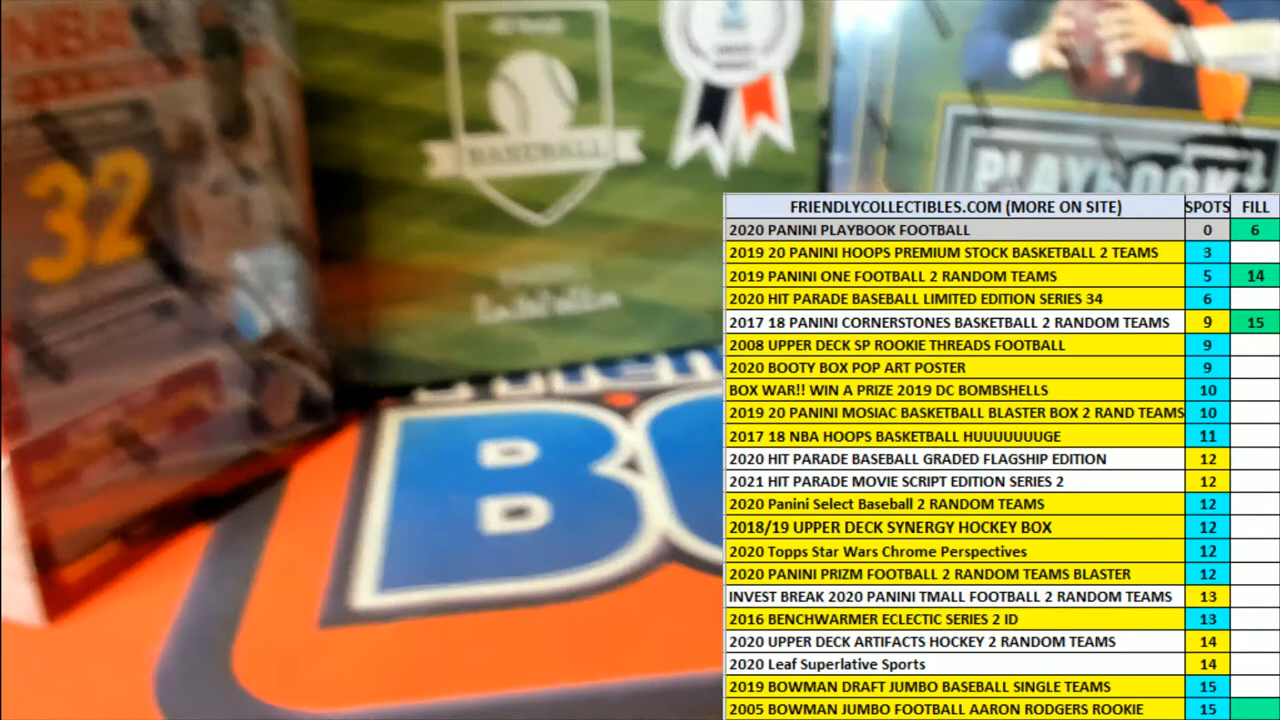 NBA
32
BASEBALL
PLAYBOOK
BO
FRIENDLYCOLLECTIBLES.COM (MORE ON SITE) SPOTS FILL
2020 PANINI PLAYBOOK FOOTBALL 0 6
2019 20 PANINI HOOPS PREMIUM STOCK BASKETBALL 2 TEAMS 3
2019 PANINI ONE FOOTBALL 2 RANDOM TEAMS 5 14
2020 HIT PARADE BASEBALL LIMITED EDITION SERIES 34 6
2017 18 PANINI CORNERSTONES BASKETBALL 2 RANDOM TEAMS 9 15
2008 UPPER DECK SP ROOKIE THREADS FOOTBALL 9
2020 BOOTY BOX POP ART POSTER 9
BOX WAR!! WIN A PRIZE 2019 DC BOMBSHELLS 10
2019 20 PANINI MOSIAC BASKETBALL BLASTER BOX 2 RAND TEAMS 10
2017 18 NBA HOOPS BASKETBALL HUUUUUUUGE 11
2020 HIT PARADE BASEBALL GRADED FLAGSHIP EDITION 12
2021 HIT PARADE MOVIE SCRIPT EDITION SERIES 2 12
2020 Panini Select Baseball 2 RANDOM TEAMS 12
2018/19 UPPER DECK SYNERGY HOCKEY BOX 12
2020 Topps Star Wars Chrome Perspectives 12
2020 PANINI PRIZM FOOTBALL 2 RANDOM TEAMS BLASTER 12
INVEST BREAK 2020 PANINI TMALL FOOTBALL 2 RANDOM TEAMS 13
2016 BENCHWARMER ECLECTIC SERIES 2 ID 13
2020 UPPER DECK ARTIFACTS HOCKEY 2 RANDOM TEAMS 14
2020 Leaf Superlative Sports 14
2019 BOWMAN DRAFT JUMBO BASEBALL SINGLE TEAMS 15
2005 BOWMAN JUMBO FOOTBALL AARON RODGERS ROOKIE 15